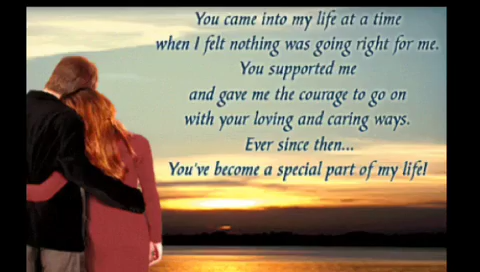 You came into my life at a time
when I felt nothing was going right for me.
You supported me
and gave me the courage to go on
with your loving and caring ways.
Ever since then...
You've become a special part of my life!